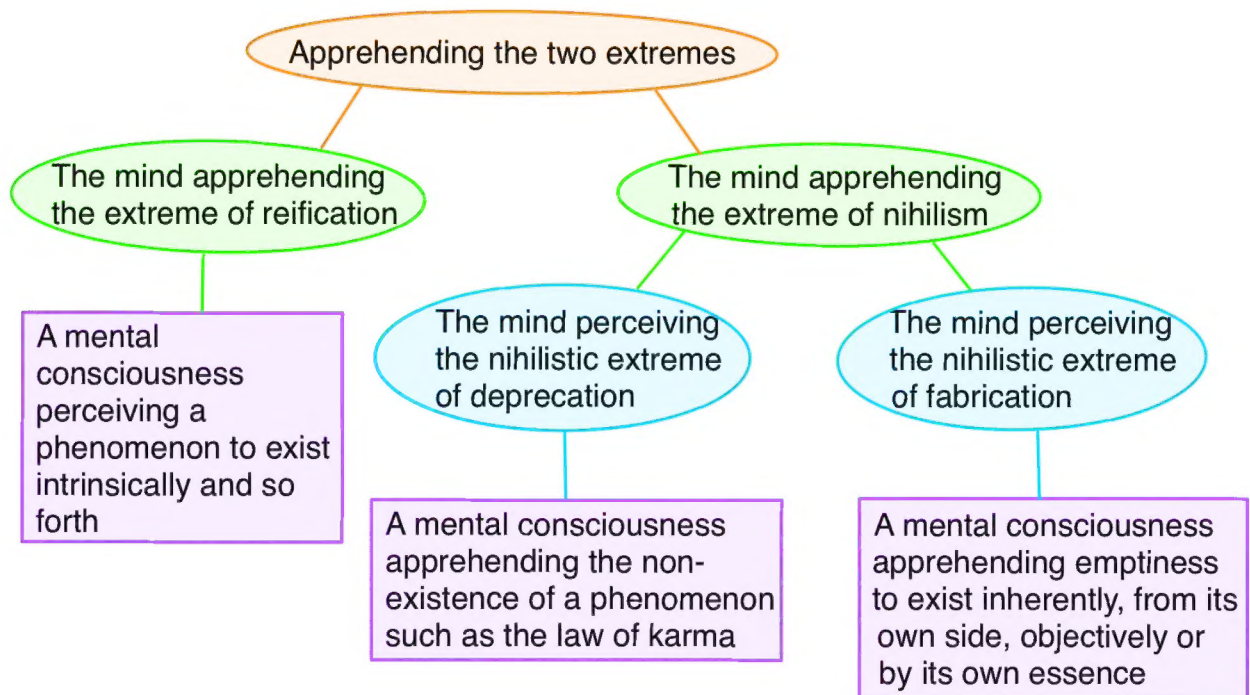 Apprehending the two extremes
The mind apprehending
the extreme of reification
The mind apprehending
the extreme of nihilism
A mental
consciousness
perceiving a
phenomenon to exist
intrinsically and so
forth
The mind perceiving
the nihilistic extreme
of deprecation
The mind perceiving
the nihilistic extreme
of fabrication
A mental consciousness
apprehending the non-
existence of a phenomenon
such as the law of karma
A mental consciousness
apprehending emptiness
to exist inherently, from its
own side, objectively or
by its own essence